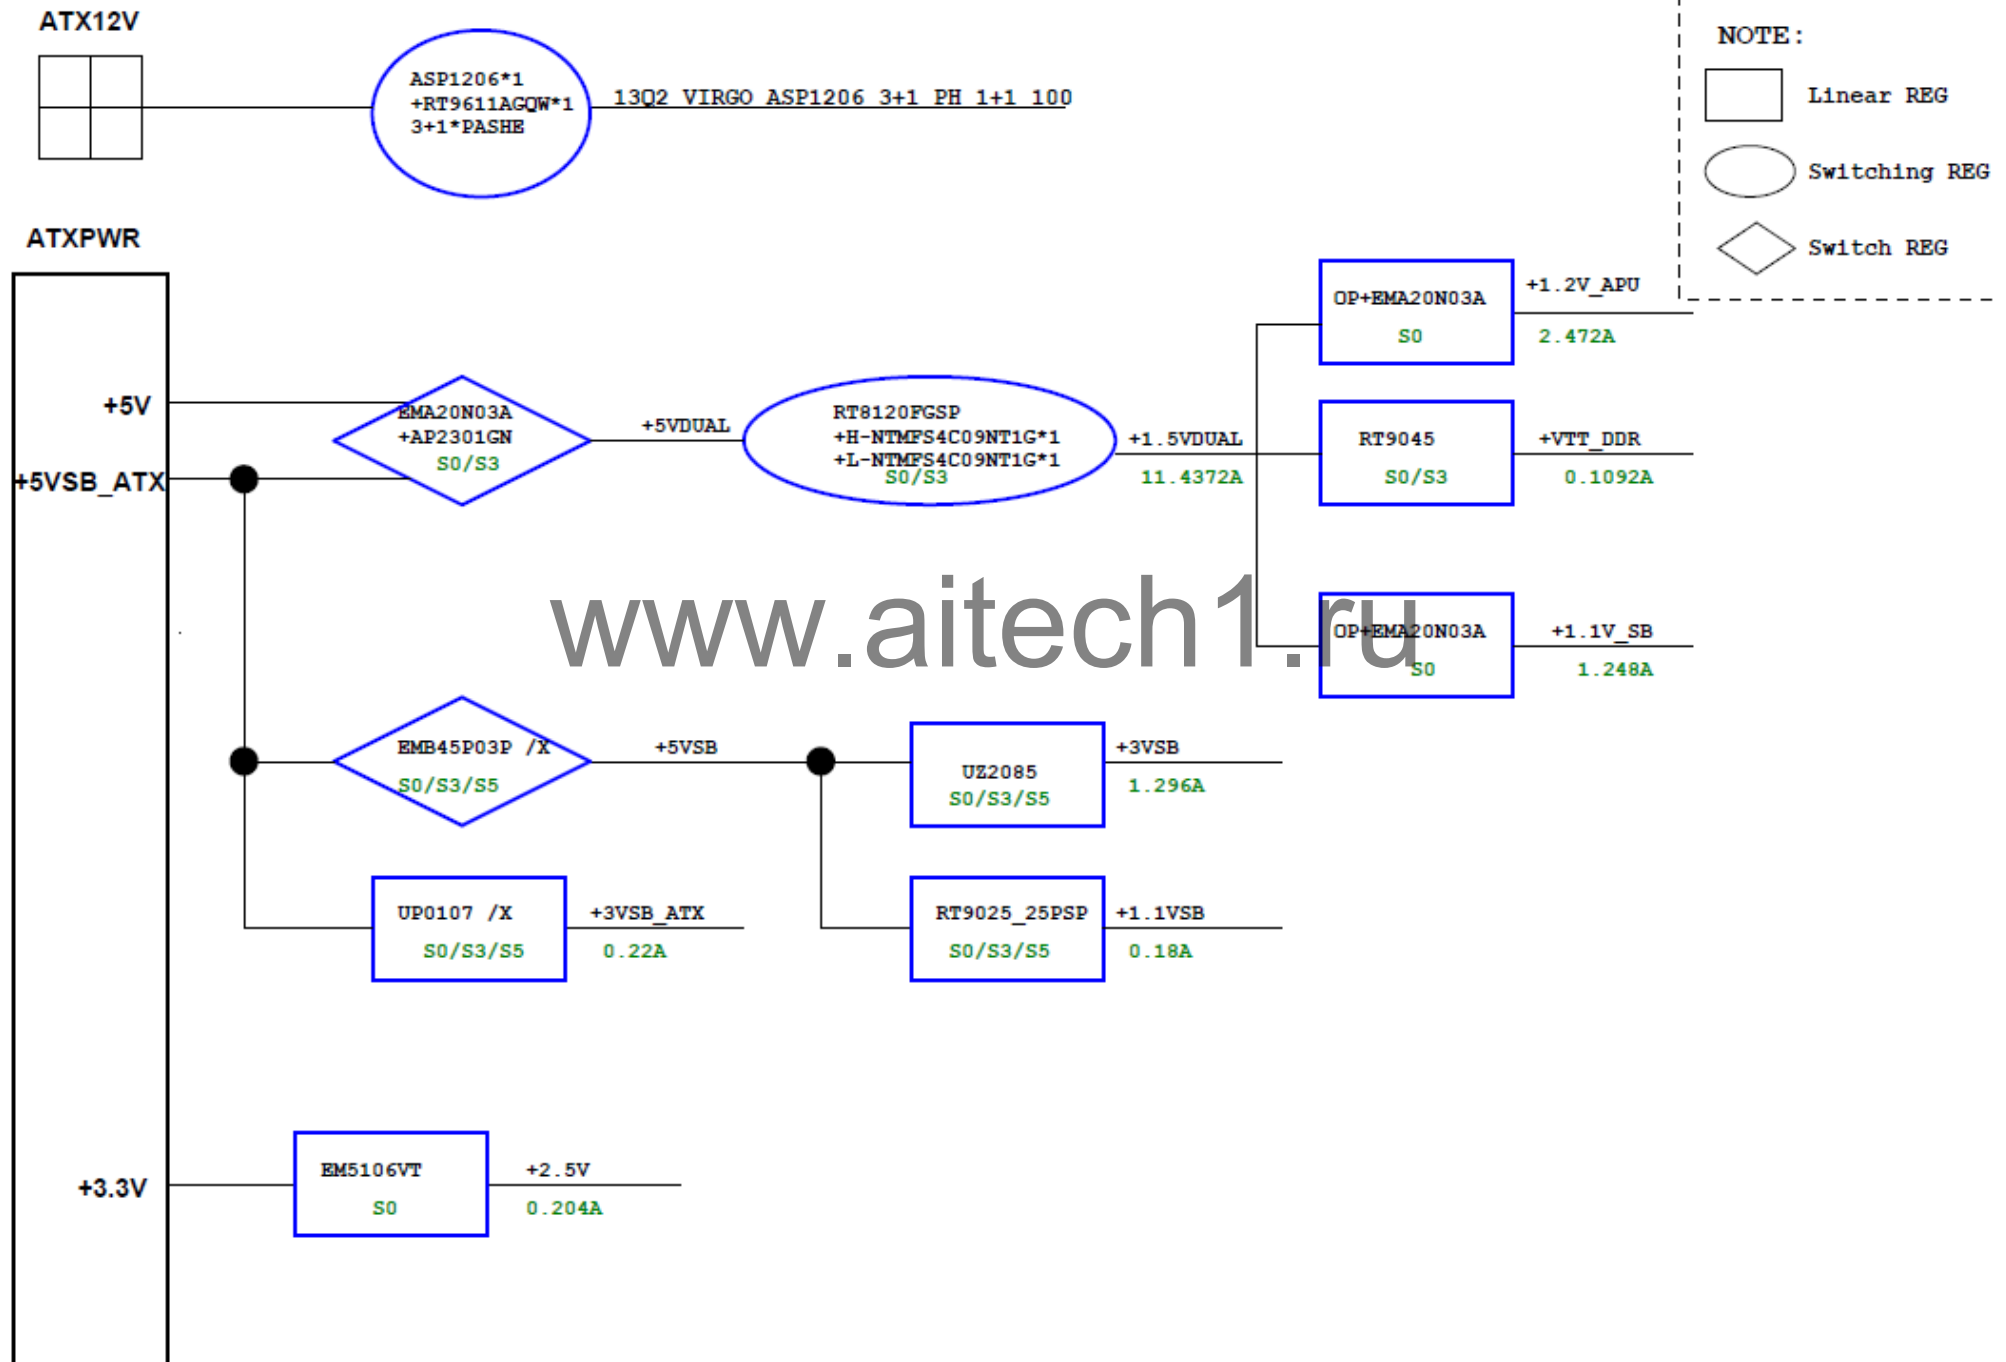 ATX12V
ASP1206*1
+RT9611AGQW*1
3+1*PASHE
13Q2 VIRGO ASP1206 3+1 PH 1+1 100
NOTE:
Linear REG
Switching REG
Switch REG
ATXPWR
+5V
+5VSB_ATX
+3.3V
EMA20N03A
+AP2301GN
S0/S3
+5VDUAL
RT8120FGSP
+H-NTMFS4C09NT1G*1
+L-NTMFS4C09NT1G*1
S0/S3
+1.5VDUAL
11.4372A
OP+EMA20N03A
S0
+1.2V_APU
2.472A
RT9045
S0/S3
+VTT_DDR
0.1092A
OP+EMA20N03A
S0
+1.1V_SB
1.248A
www.aitech1.ru
EMB45P03P /X
S0/S3/S5
+5VSB
UZ2085
S0/S3/S5
+3VSB
1.296A
UP0107 /X
S0/S3/S5
+3VSB_ATX
0.22A
RT9025_25PSP
S0/S3/S5
+1.1VSB
0.18A
EM5106VT
S0
+2.5V
0.204A